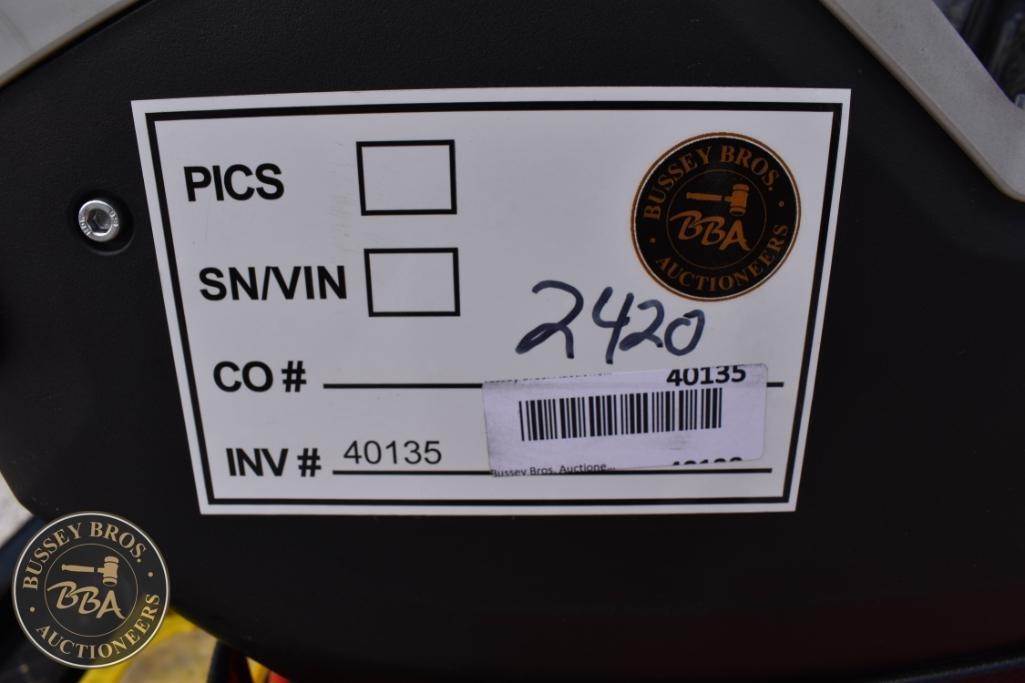 PICS
BUSSEY BROS.
BBA
AUCTIONEERS
SN/VIN
2420
CO #
40135
INV # 40135
Bussey Bros. Auctione...
BUSSEY BROS.
BBA
AUCTIONEERS